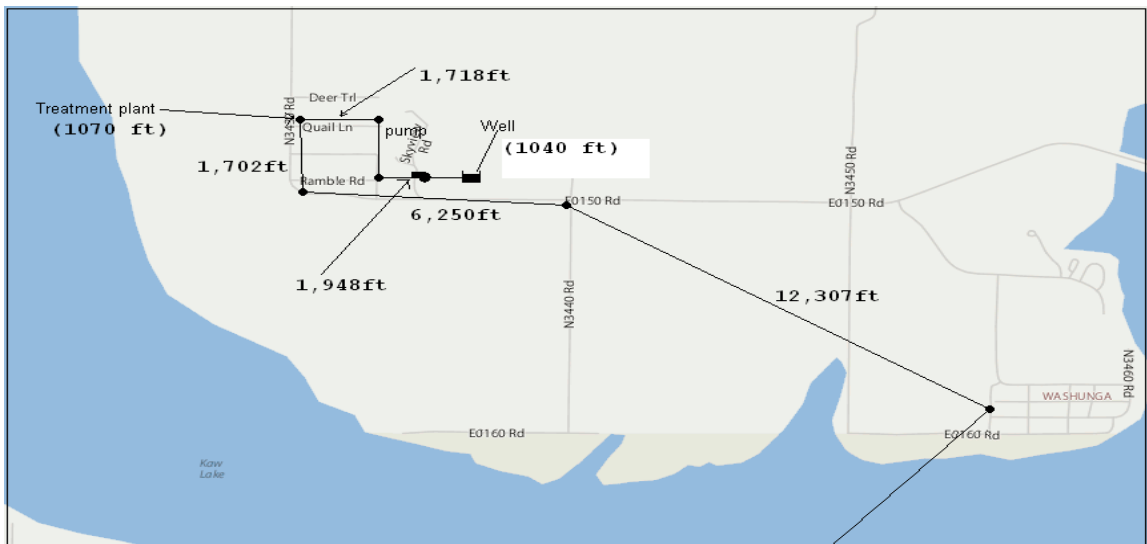 1,718ft
Deer Trl
Treatment plant
(1070 ft)
N3430 Rd
Quail Ln
pump
Well
(1040 ft)
Skyview Rd
1,702ft
Ramble Rd
N3450 Rd
E0150 Rd
E0150 Rd
6,250ft
1,948ft
N3440 Rd
12,307ft
N3460 Rd
WASHUNGA
E0160 Rd
E0160 Rd
Kaw
Lake